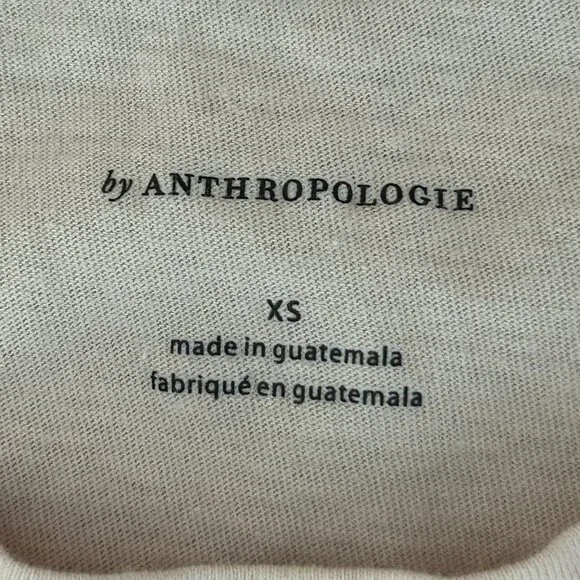 by ANTHROPOLOGIE
XS
made in guatemala
fabriqué en guatemala